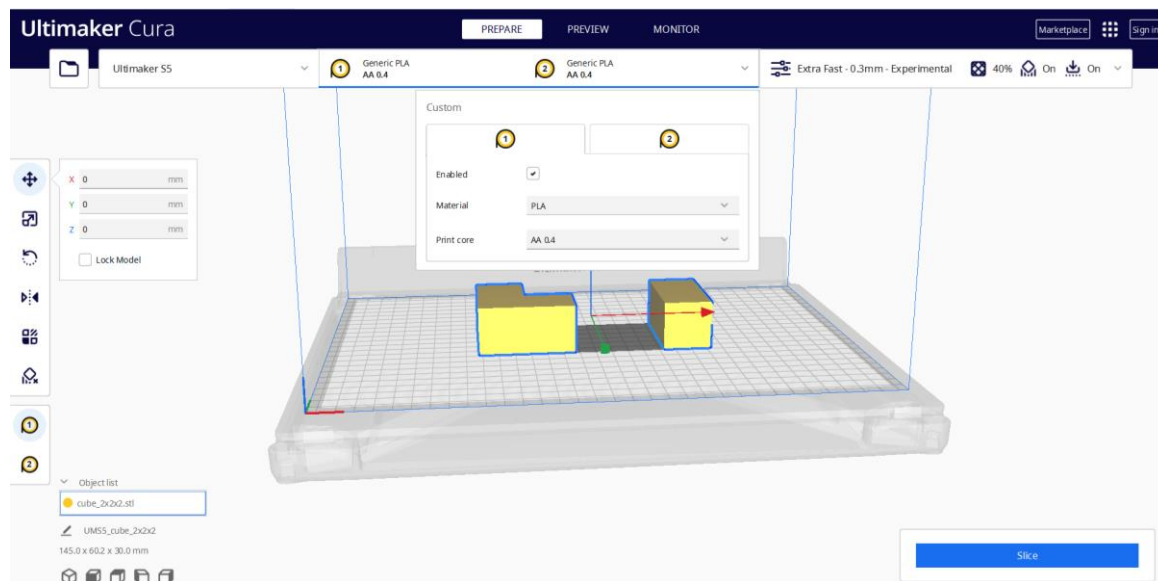 Ultimaker Cura
PREPARE PREVIEW MONITOR
Marketplace Sign in
Ultimaker S5
1 Generic PLA
AA 0.4
2 Generic PLA
AA 0.4
Extra Fast - 0.3mm - Experimental 40% On On
Custom
1 2
Enabled
Material PLA
Print core AA 0.4
X 0 mm
Y 0 mm
Z 0 mm
Lock Model
1
2
Object list
cube_2x2x2.stl
UMS5_cube_2x2x2
145.0 x 60.2 x 30.0 mm
Slice